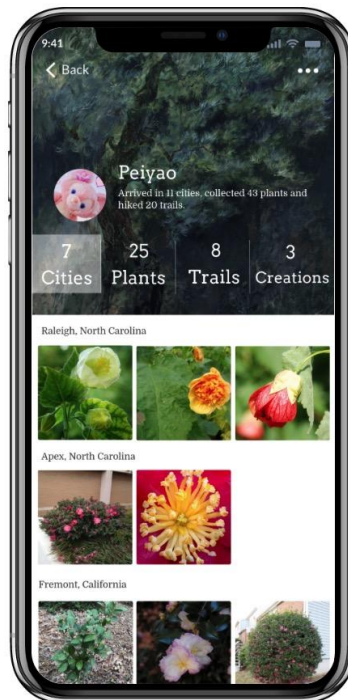 9:41
Back
Peiyao
Arrived in 11 cities, collected 43 plants and
hiked 20 trails.
7 25 8 3
Cities Plants Trails Creations
Raleigh, North Carolina
Apex, North Carolina
Fremont, California